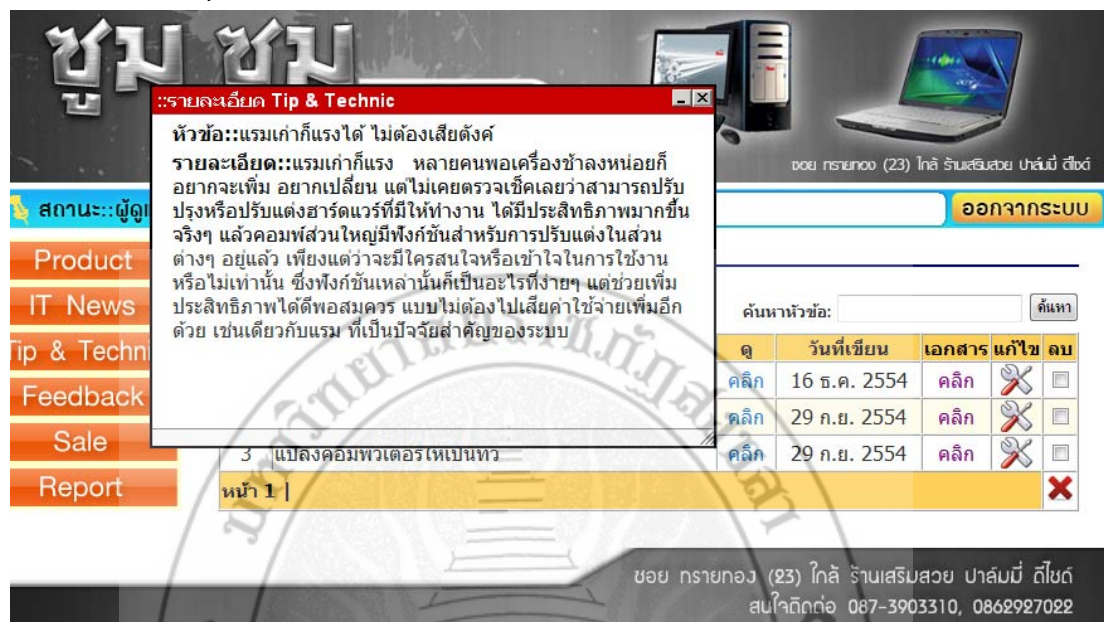 ชุม ชม
ซอย ทรายทอง (23) ใกล้ ร้านเสริมสวย ปาล์มมี่ ดีไซด์
::รายละเอียด Tip & Technic
หัวข้อ::แรมเก่าก็แรงได้ ไม่ต้องเสียตังค์
รายละเอียด::แรมเก่าก็แรง หลายคนพอเครื่องช้าลงหน่อยก็
อยากจะเพิ่ม อยากเปลี่ยน แต่ไม่เคยตรวจเช็คเลยว่าสามารถปรับ
ปรุงหรือปรับแต่งฮาร์ดแวร์ที่มีให้ทำงาน ได้มีประสิทธิภาพมากขึ้น
จริงๆ แล้วคอมพ์ส่วนใหญ่มีฟังก์ชันสำหรับการปรับแต่งในส่วน
ต่างๆ อยู่แล้ว เพียงแต่ว่าจะมีใครสนใจหรือเข้าใจในการใช้งาน
หรือไม่เท่านั้น ซึ่งฟังก์ชันเหล่านั้นก็เป็นอะไรที่ง่ายๆ แต่ช่วยเพิ่ม
ประสิทธิภาพได้ดีพอสมควร แบบไม่ต้องไปเสียค่าใช้จ่ายเพิ่มอีก
ด้วย เช่นเดียวกับแรม ที่เป็นปัจจัยสำคัญของระบบ
สถานะ::ผู้ดูแ
ออกจากระบบ
Product
IT News
Tip & Techni
Feedback
Sale
Report
ค้นหาหัวข้อ: ค้นหา
ดู วันที่เขียน เอกสาร แก้ไข ลบ
คลิก 16 ธ.ค. 2554 คลิก
คลิก 29 ก.ย. 2554 คลิก
3 แปลงคอมพิวเตอร์ให้เป็นทีวี คลิก 29 ก.ย. 2554 คลิก
หน้า 1 |
ซอย ทรายทอง (23) ใกล้ ร้านเสริมสวย ปาล์มมี่ ดีไซด์
สนใจติดต่อ 087-3903310, 0862927022